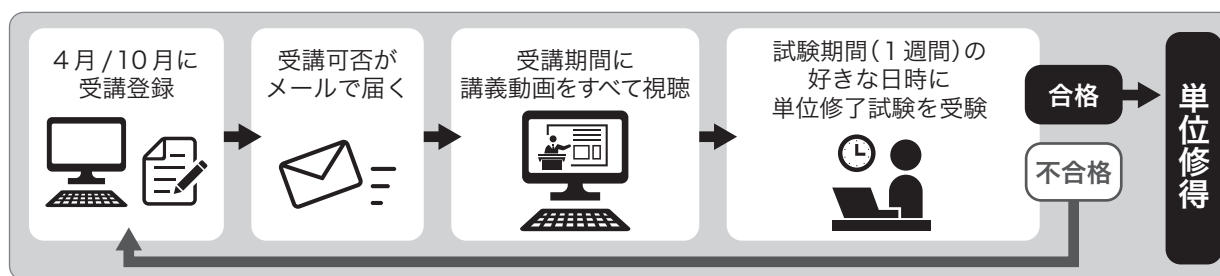 4月/10月に
受講登録
受講可否が
メールで届く
受講期間に
講義動画をすべて視聴
試験期間(1週間)の
好きな日時に
単位修了試験を受験
合格
不合格
単位修得